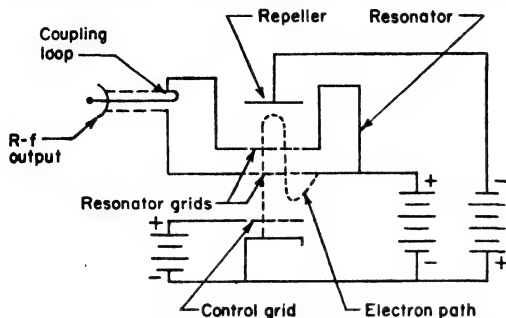 Repeller
Resonator
Coupling
loop
R-f
output
Resonator grids
+
-
+
-
-
+
Control grid
Electron path